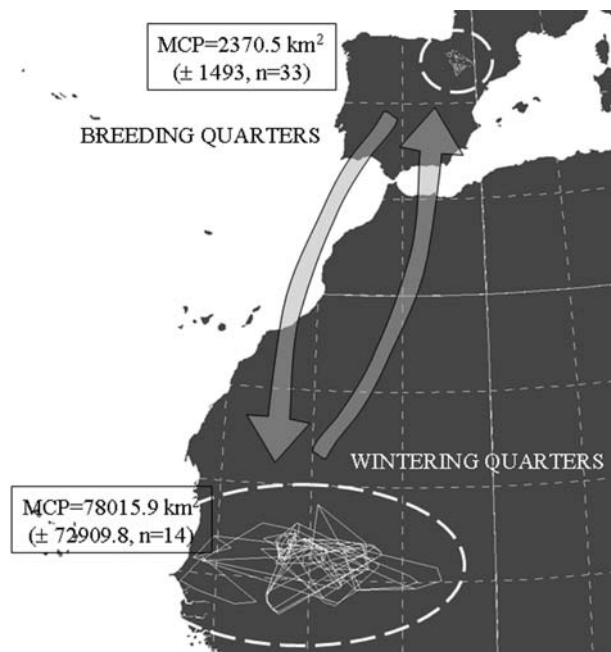 MCP=2370.5 km²
(± 1493, n=33)
BREEDING QUARTERS
WINTERING QUARTERS
MCP=78015.9 km²
(± 72909.8, n=14)